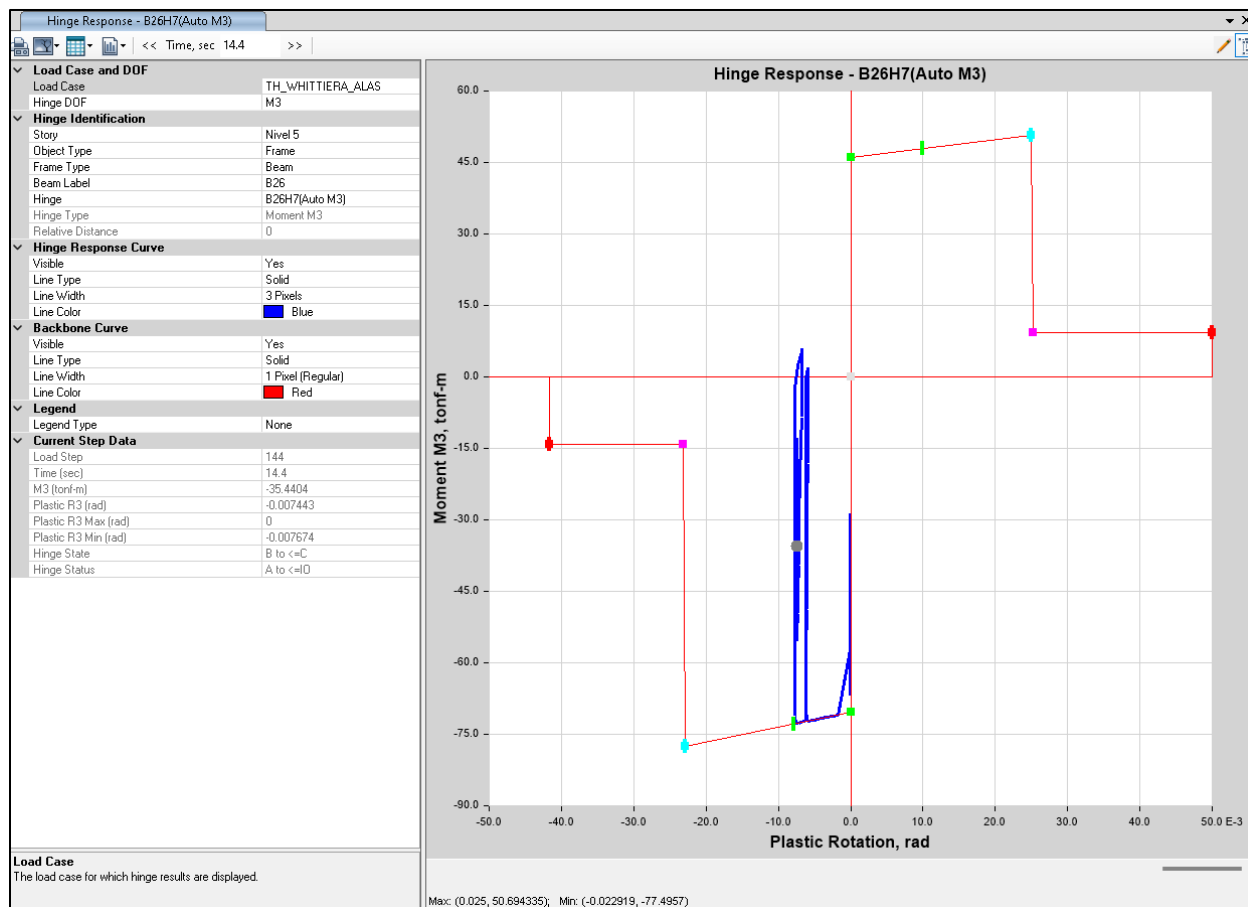 Hinge Response - B26H7(Auto M3)
<< Time, sec 14.4 >>
Load Case and DOF
Load Case TH_WHITTIERA_ALAS
Hinge DOF M3
Hinge Identification
Story Nivel 5
Object Type Frame
Frame Type Beam
Beam Label B26
Hinge B26H7(Auto M3)
Hinge Type Moment M3
Relative Distance 0
Hinge Response Curve
Visible Yes
Line Type Solid
Line Width 3 Pixels
Line Color Blue
Backbone Curve
Visible Yes
Line Type Solid
Line Width 1 Pixel (Regular)
Line Color Red
Legend
Legend Type None
Current Step Data
Load Step 144
Time (sec) 14.4
M3 (tonf-m) -35.4404
Plastic R3 (rad) -0.007443
Plastic R3 Max (rad) 0
Plastic R3 Min (rad) -0.007674
Hinge State B to <=C
Hinge Status A to <=IO
Load Case
The load case for which hinge results are displayed.
Hinge Response - B26H7(Auto M3)
Moment M3, tonf-m
60.0
45.0
30.0
15.0
0.0
-15.0
-30.0
-45.0
-60.0
-75.0
-90.0
-50.0 -40.0 -30.0 -20.0 -10.0 0.0 10.0 20.0 30.0 40.0 50.0 E-3
Plastic Rotation, rad
Max: (0.025, 50.694335); Min: (-0.022919, -77.4957)